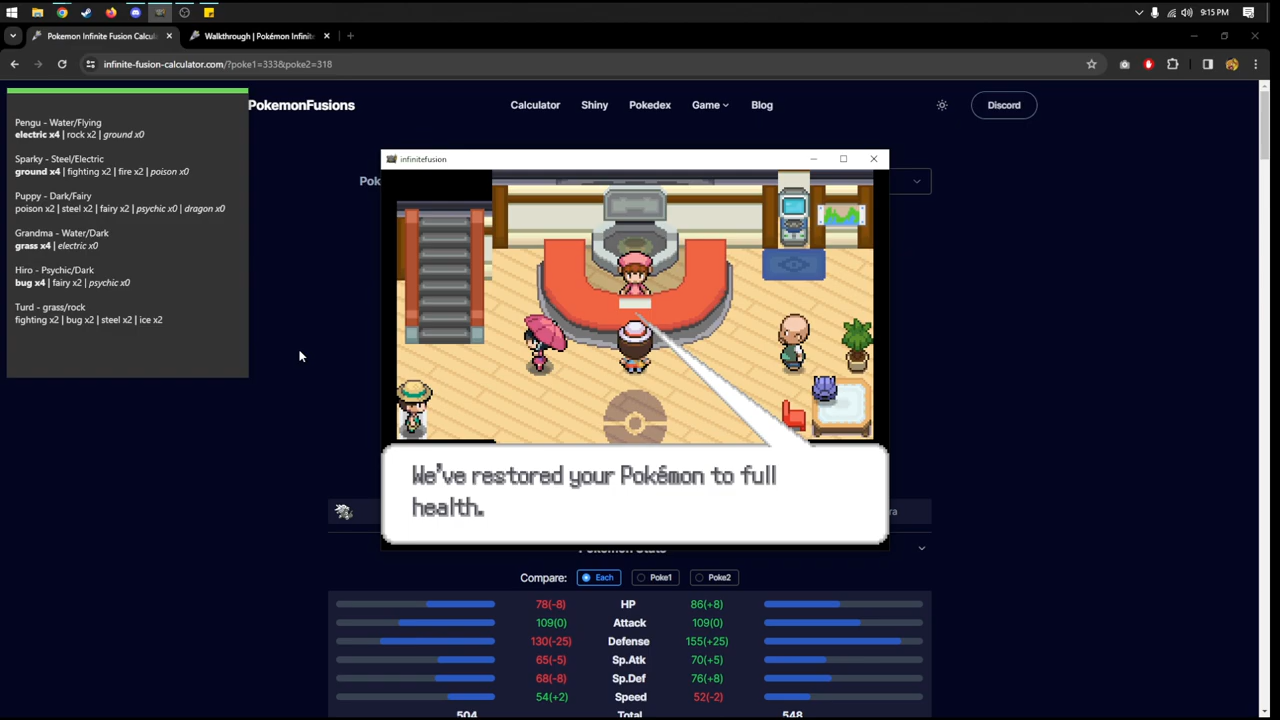 9:15 PM
Pokemon Infinite Fusion Calcula
Walkthrough | Pokémon Infinite
infinite-fusion-calculator.com/?poke1=333&poke2=318
PokemonFusions
Calculator
Shiny
Pokedex
Game
Blog
Discord
Pengu - Water/Flying
electric x4 | rock x2 | ground x0
Sparky - Steel/Electric
ground x4 | fighting x2 | fire x2 | poison x0
Puppy - Dark/Fairy
poison x2 | steel x2 | fairy x2 | psychic x0 | dragon x0
Grandma - Water/Dark
grass x4 | electric x0
Hiro - Psychic/Dark
bug x4 | fairy x2 | psychic x0
Turd - grass/rock
fighting x2 | bug x2 | steel x2 | ice x2
infinitefusion
Pok
We've restored your Pokémon to full
health.
ra
Pokemon Stats
Compare:
Each
Poke1
Poke2
78(-8) HP 86(+8)
109(0) Attack 109(0)
130(-25) Defense 155(+25)
65(-5) Sp.Atk 70(+5)
68(-8) Sp.Def 76(+8)
54(+2) Speed 52(-2)
504 Total 548